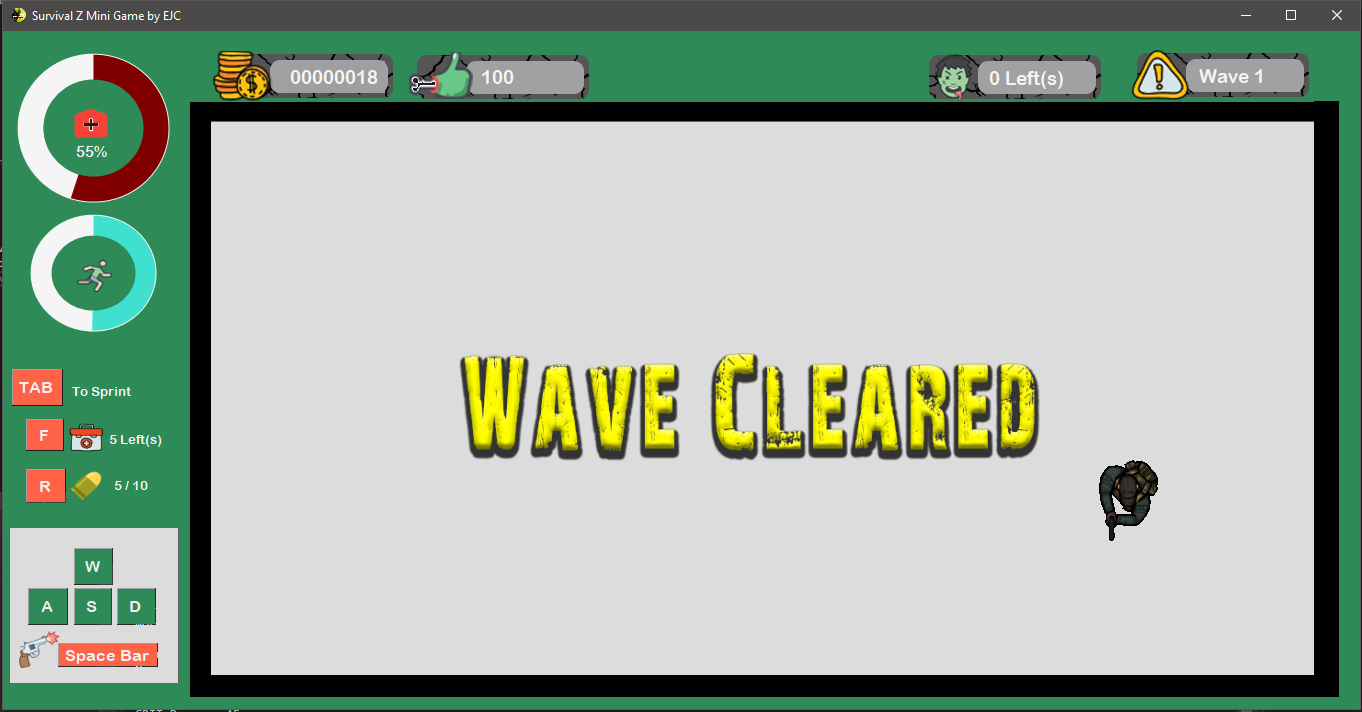 Survival Z Mini Game by EJC
00000018
100
0 Left(s)
Wave 1
55%
TAB To Sprint
F 5 Left(s)
R 5 / 10
Wave Cleared
W
A S D
Space Bar